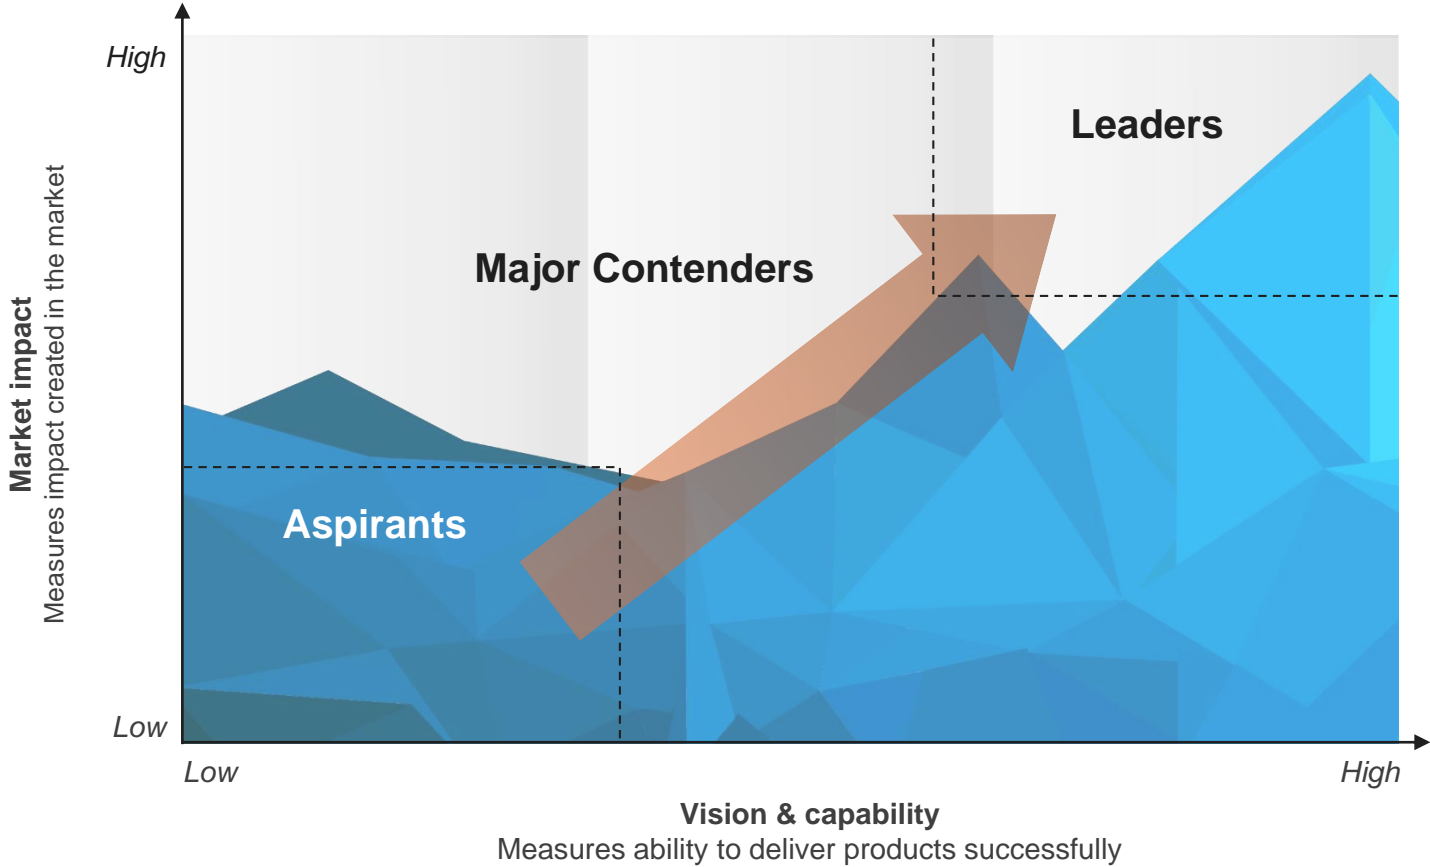 High
Leaders
Major Contenders
Market impact
Measures impact created in the market
Aspirants
Low
Low
High
Vision & capability
Measures ability to deliver products successfully